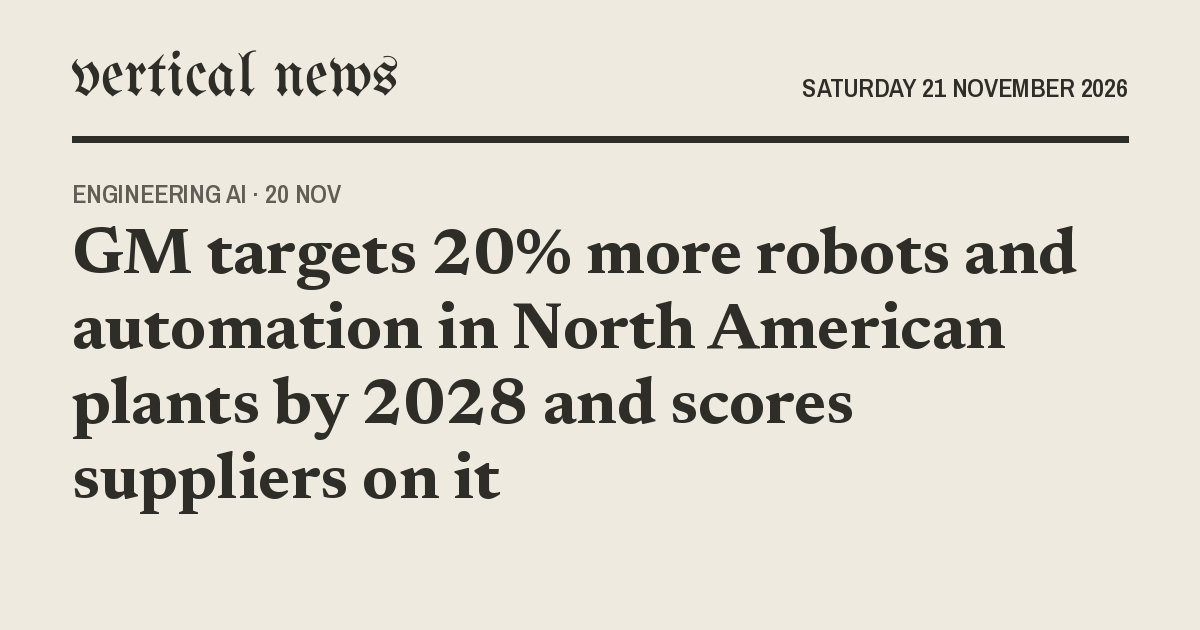 vertical news
SATURDAY 21 NOVEMBER 2026
ENGINEERING AI · 20 NOV
GM targets 20% more robots and
automation in North American
plants by 2028 and scores
suppliers on it